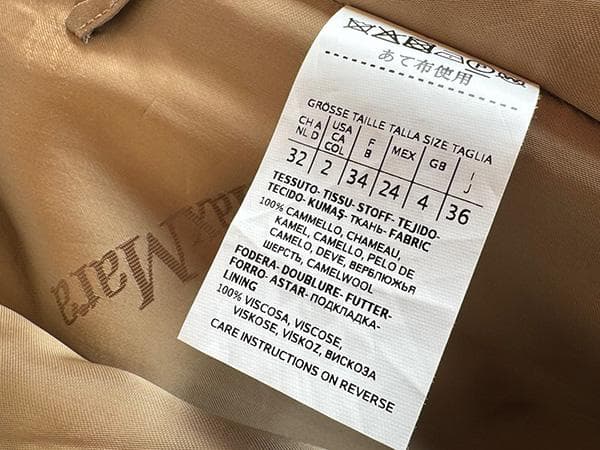 あて布使用
GRÖSSE TAILLE TALLA SIZE TAGLIA
CH A NL D USA CA COL F B MEX GB I J
32 2 34 24 4 36
TESSUTO- TISSU- STOFF- TEJIDO-
TECIDO- KUMAŞ- ТКАНЬ- FABRIC
100% CAMMELLO, CHAMEAU,
KAMEL, CAMELLO, PELO DE
CAMELO, DEVE, ВЕРБЛЮЖЬЯ
ШЕРСТЬ, CAMELWOOL
FODERA- DOUBLURE- FUTTER-
FORRO- ASTAR- ПОДКЛАДКА-
LINING
100% VISCOSA, VISCOSE,
VISKOSE, VISKOZ, ВИСКОЗА
CARE INSTRUCTIONS ON REVERSE
Mara